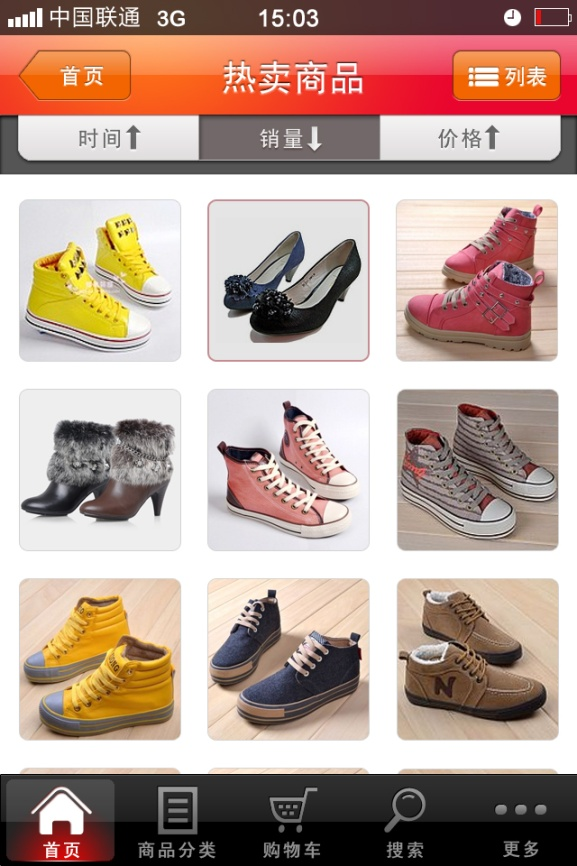 中国联通 3G 15:03
首页 热卖商品 列表
时间 销量 价格
N
首页 商品分类 购物车 搜索 更多